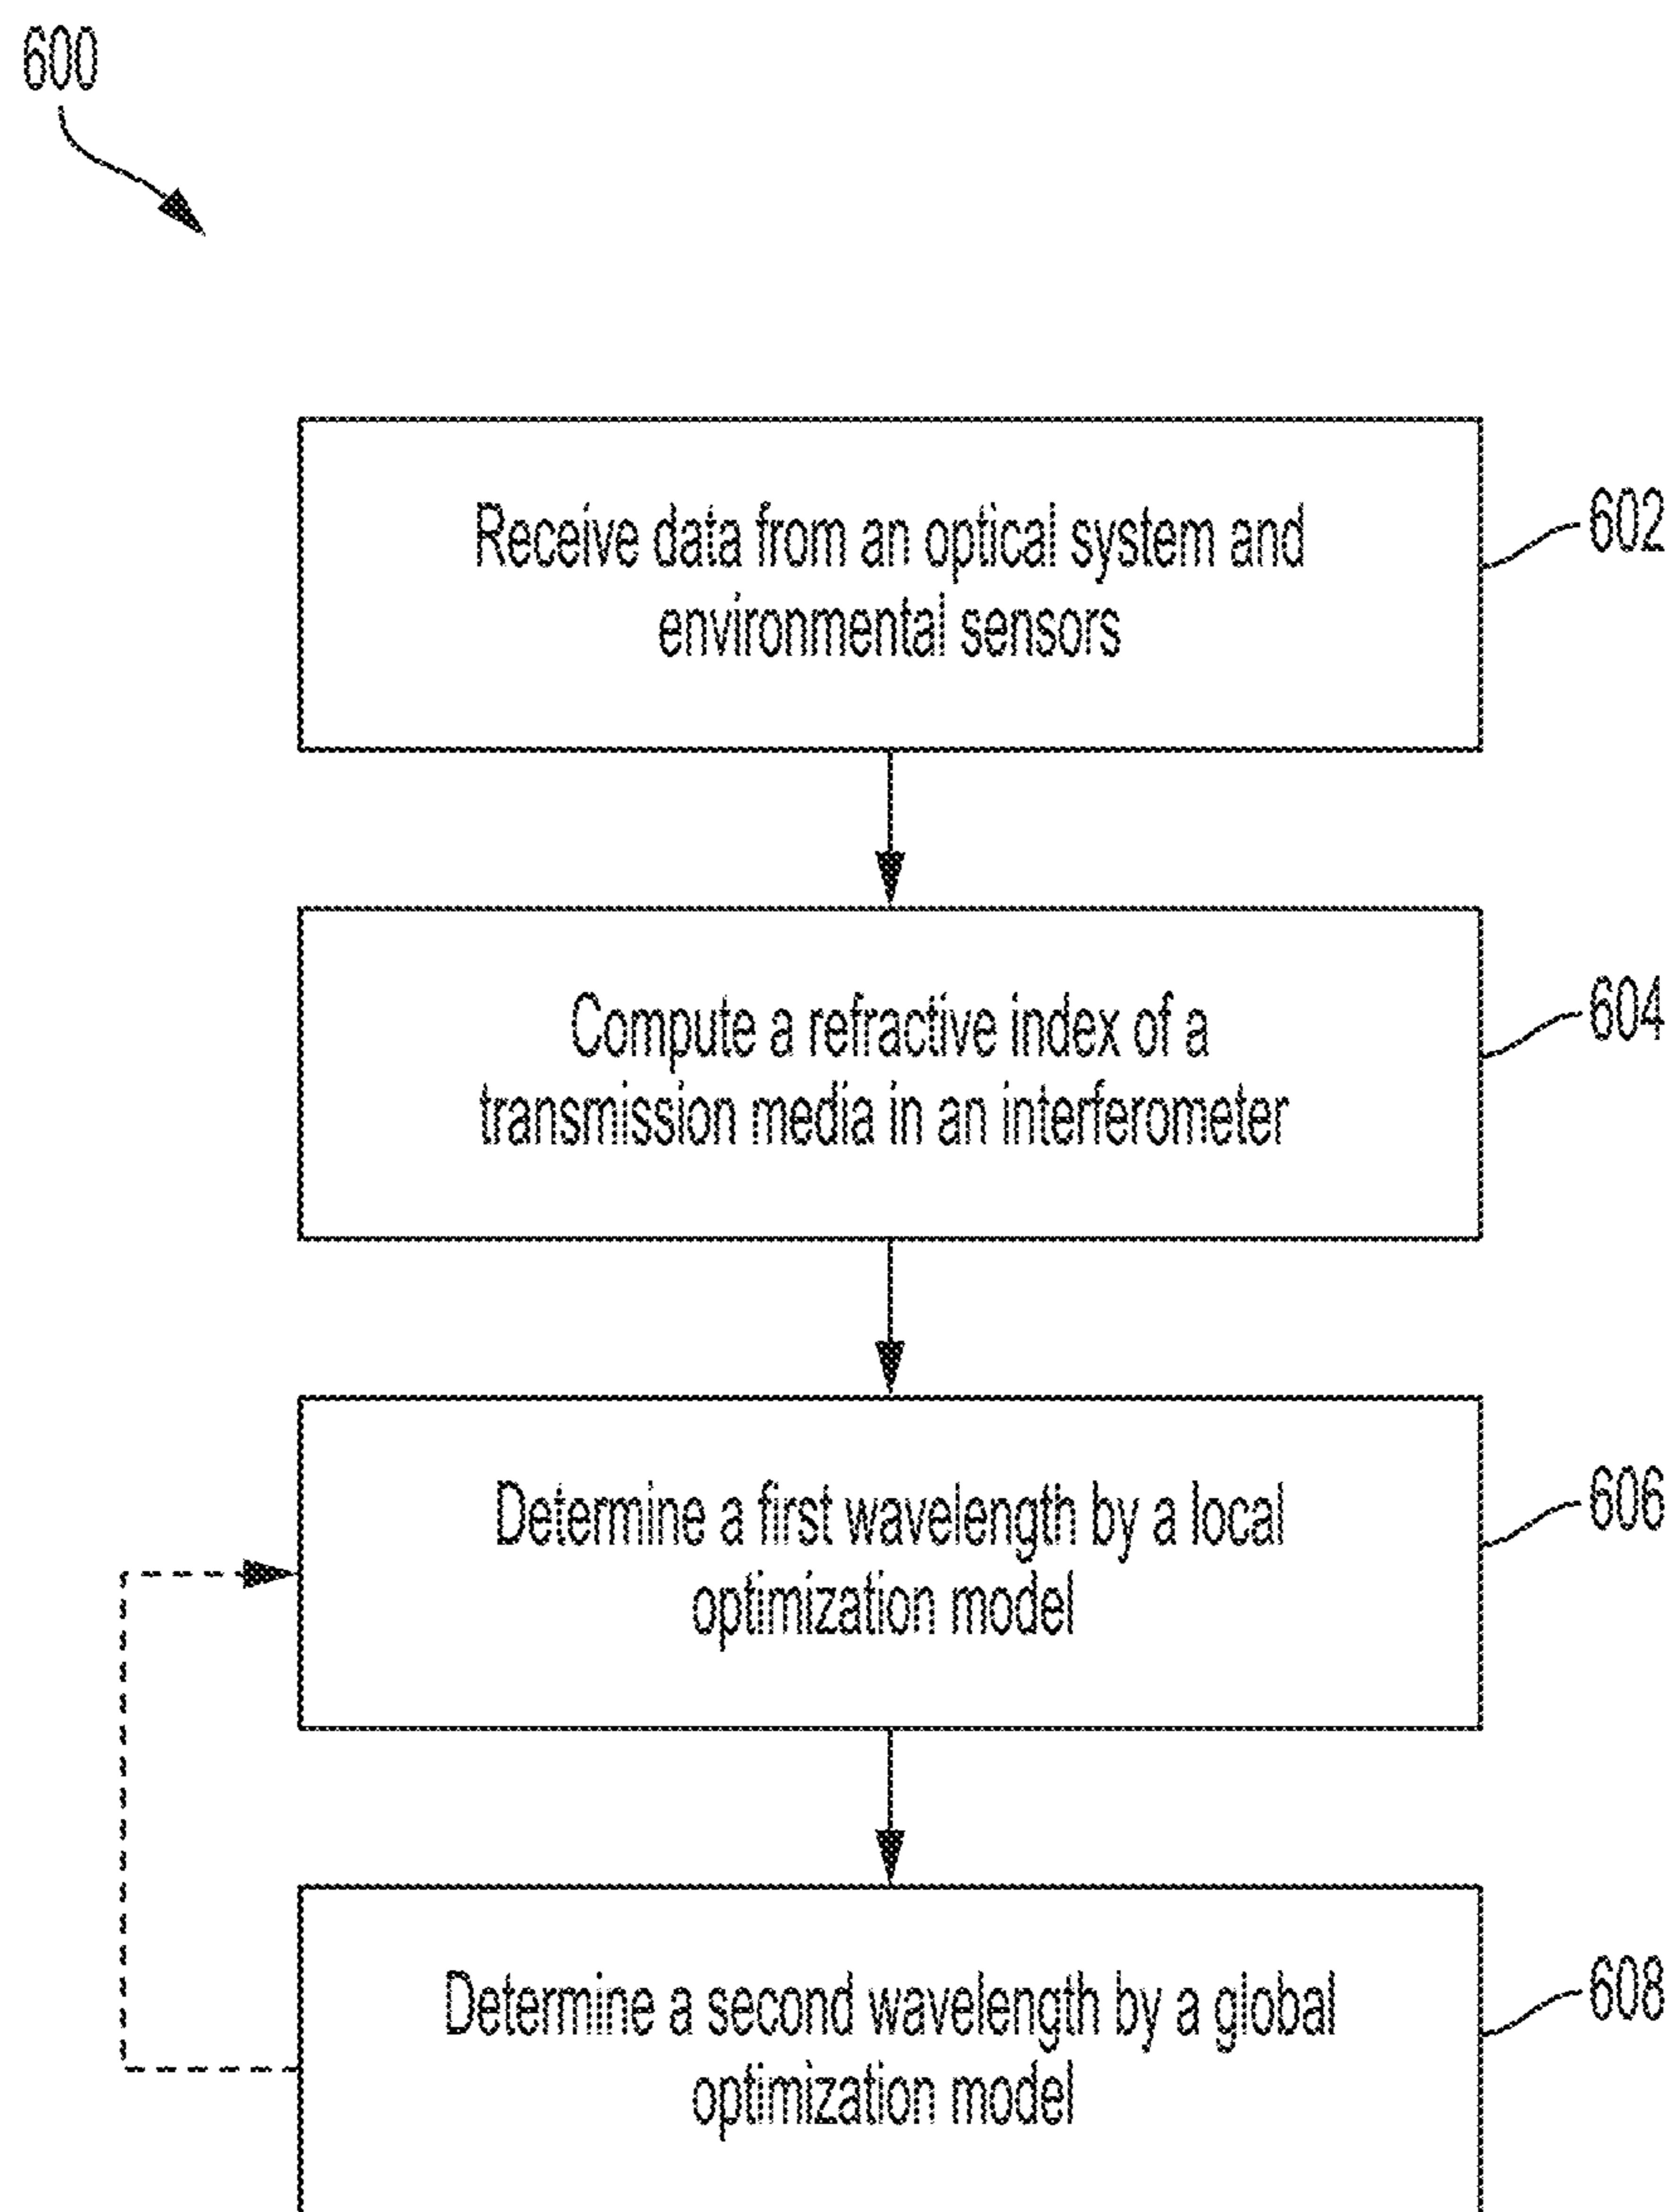 600
Receive data from an optical system and
environmental sensors
602
Compute a refractive index of a
transmission media in an interferometer
604
Determine a first wavelength by a local
optimization model
606
Determine a second wavelength by a global
optimization model
608